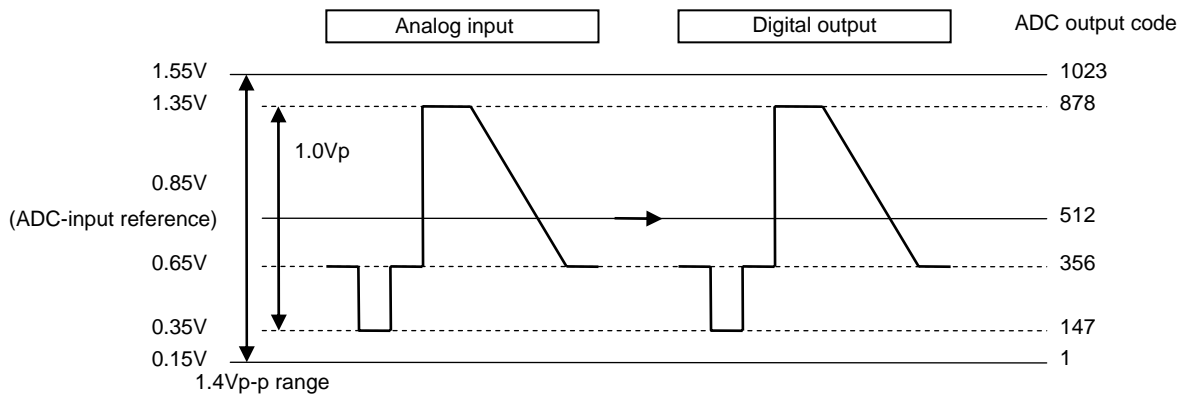 Analog input Digital output ADC output code
1.55V 1023
1.35V 878
1.0Vp
0.85V
(ADC-input reference) 512
0.65V 356
0.35V 147
0.15V 1
1.4Vp-p range